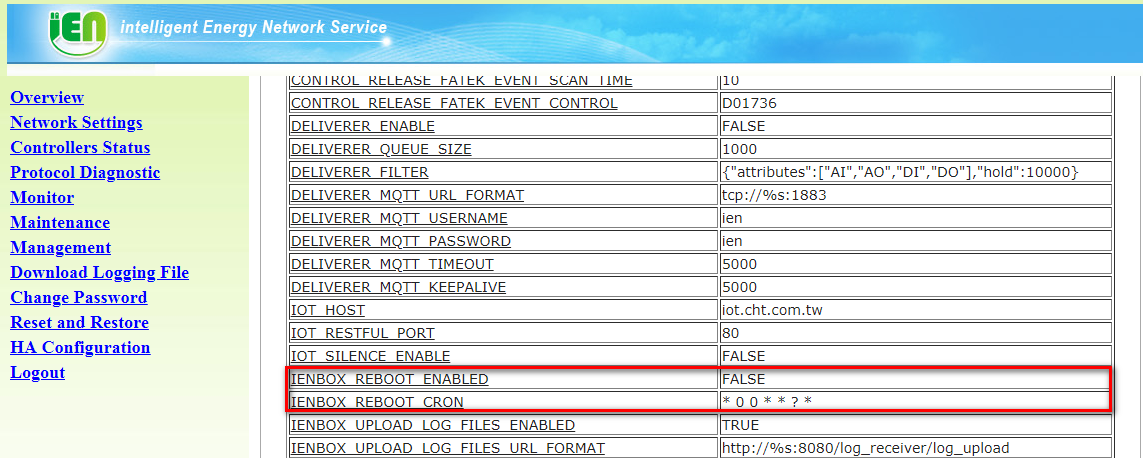 iEN intelligent Energy Network Service
Overview
Network Settings
Controllers Status
Protocol Diagnostic
Monitor
Maintenance
Management
Download Logging File
Change Password
Reset and Restore
HA Configuration
Logout
CONTROL_RELEASE_FATEK_EVENT_SCAN_TIME 10
CONTROL_RELEASE_FATEK_EVENT_CONTROL D01736
DELIVERER_ENABLE FALSE
DELIVERER_QUEUE_SIZE 1000
DELIVERER_FILTER {"attributes":["AI","AO","DI","DO"],"hold":10000}
DELIVERER_MQTT_URL_FORMAT tcp://%s:1883
DELIVERER_MQTT_USERNAME ien
DELIVERER_MQTT_PASSWORD ien
DELIVERER_MQTT_TIMEOUT 5000
DELIVERER_MQTT_KEEPALIVE 5000
IOT_HOST iot.cht.com.tw
IOT_RESTFUL_PORT 80
IOT_SILENCE_ENABLE FALSE
IENBOX_REBOOT_ENABLED FALSE
IENBOX_REBOOT_CRON * 0 0 * * ? *
IENBOX_UPLOAD_LOG_FILES_ENABLED TRUE
IENBOX_UPLOAD_LOG_FILES_URL_FORMAT http://%s:8080/log_receiver/log_upload